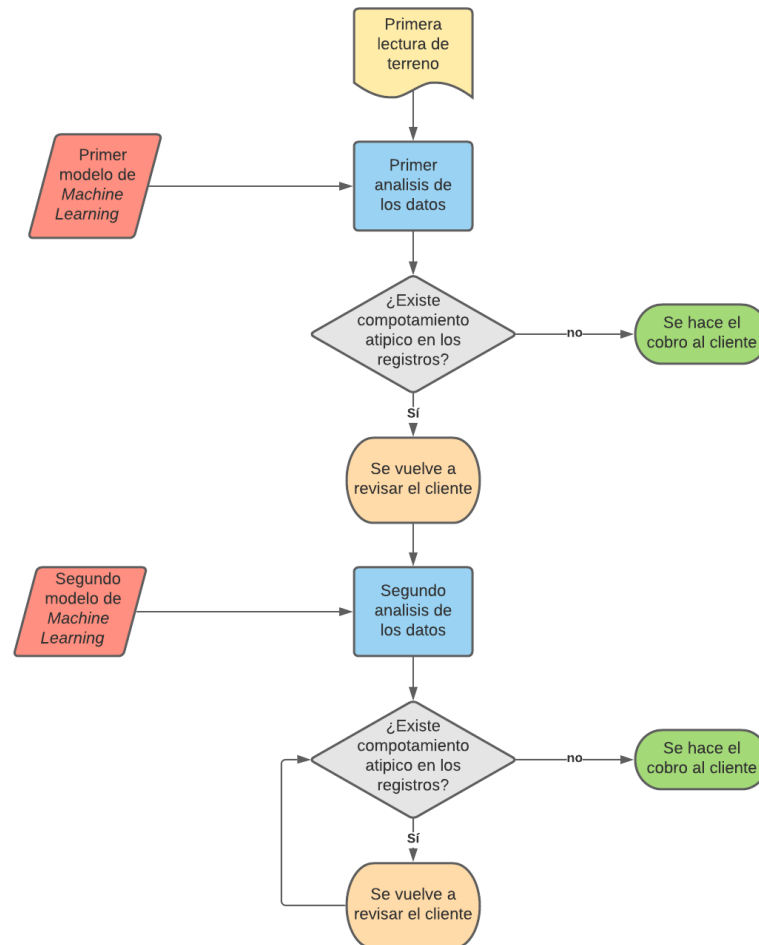 Primera
lectura de
terreno
Primer
modelo de
Machine
Learning
Primer
analisis de
los datos
¿Existe
compotamiento
atipico en los
registros?
no
Se hace el
cobro al cliente
Sí
Se vuelve a
revisar el cliente
Segundo
modelo de
Machine
Learning
Segundo
analisis de
los datos
¿Existe
compotamiento
atipico en los
registros?
no
Se hace el
cobro al cliente
Sí
Se vuelve a
revisar el cliente